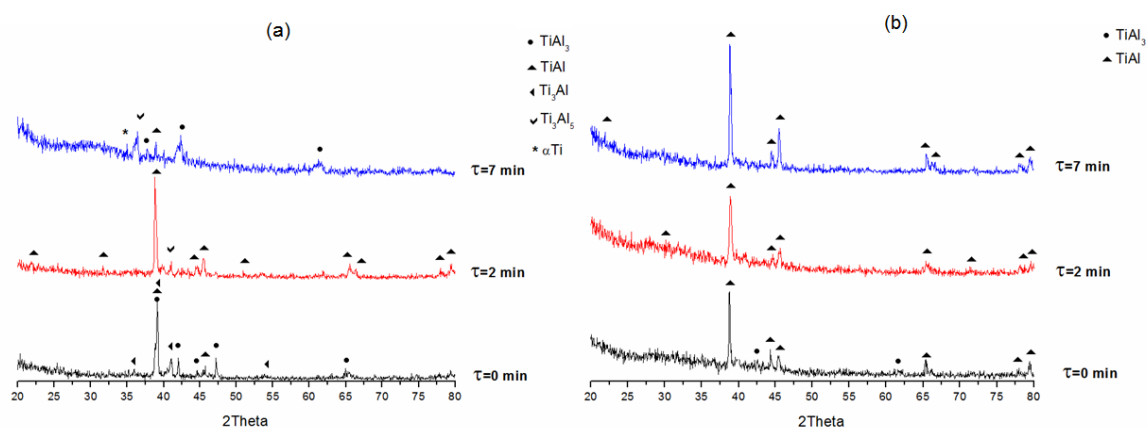 (a)
TiAl₃
TiAl
Ti₃Al
Ti₃Al₅
* αTi
τ=7 min
τ=2 min
τ=0 min
20 25 30 35 40 45 50 55 60 65 70 75 80
2Theta
(b)
TiAl₃
TiAl
τ=7 min
τ=2 min
τ=0 min
20 25 30 35 40 45 50 55 60 65 70 75 80
2Theta